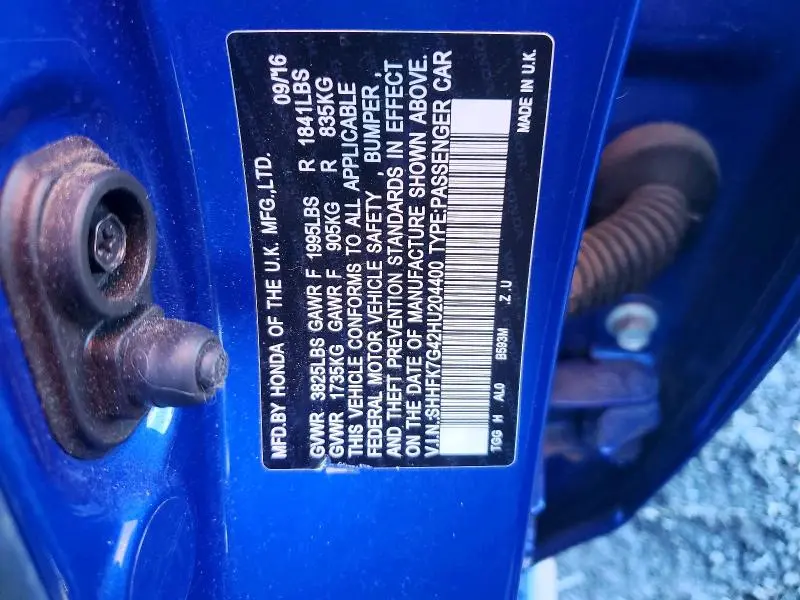 MFD.BY HONDA OF THE U.K. MFG.,LTD. 09/16
GVWR 3825LBS GAWR F 1995LBS R 1841LBS
GVWR 1735KG GAWR F 905KG R 835KG
THIS VEHICLE CONFORMS TO ALL APPLICABLE
FEDERAL MOTOR VEHICLE SAFETY , BUMPER ,
AND THEFT PREVENTION STANDARDS IN EFFECT
ON THE DATE OF MANUFACTURE SHOWN ABOVE.
V.I.N.:SHHFK7G42HU204400 TYPE:PASSENGER CAR
TGG H AL0 B593M .Z.U MADE IN U.K.